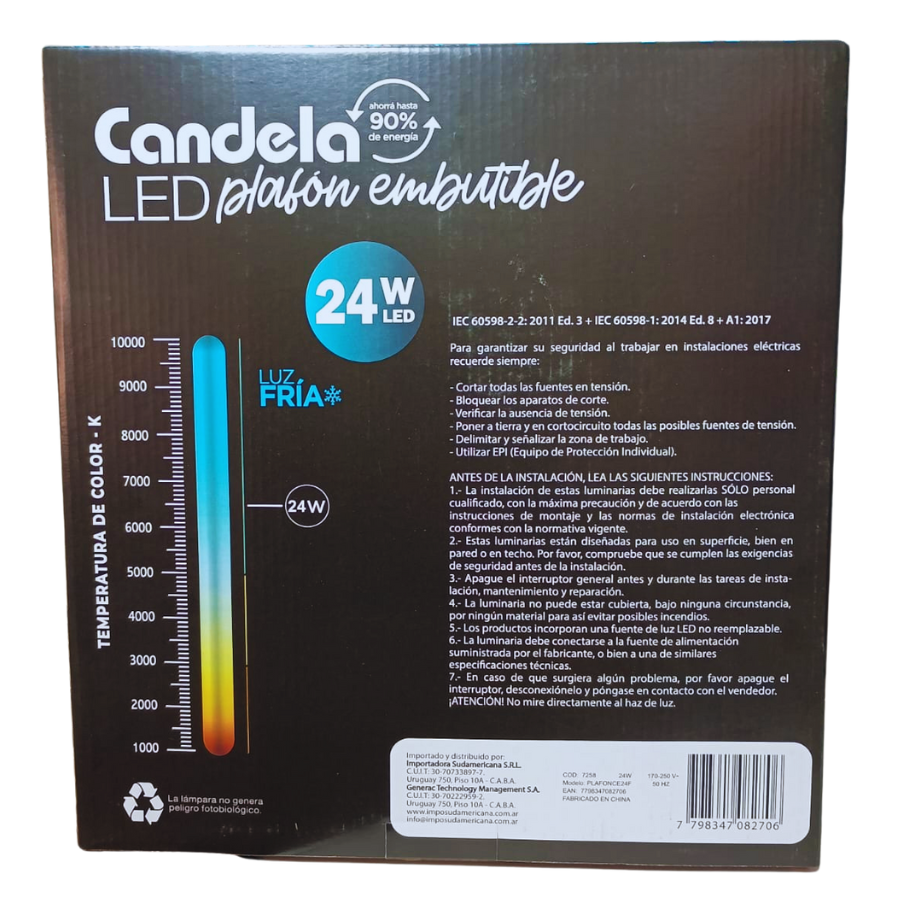 Candela
ahorrá hasta
90%
de energía
LED plafón embutible
24W
LED
LUZ
FRÍA
TEMPERATURA DE COLOR - K
10000
9000
8000
7000
6000
5000
4000
3000
2000
1000
24W
IEC 60598-2-2: 2011 Ed. 3 + IEC 60598-1: 2014 Ed. 8 + A1: 2017
Para garantizar su seguridad al trabajar en instalaciones eléctricas
recuerde siempre:
- Cortar todas las fuentes en tensión.
- Bloquear los aparatos de corte.
- Verificar la ausencia de tensión.
- Poner a tierra y en cortocircuito todas las posibles fuentes de tensión.
- Delimitar y señalizar la zona de trabajo.
- Utilizar EPI (Equipo de Protección Individual).
ANTES DE LA INSTALACIÓN, LEA LAS SIGUIENTES INSTRUCCIONES:
1.- La instalación de estas luminarias debe realizarlas SÓLO personal
cualificado, con la máxima precaución y de acuerdo con las
instrucciones de montaje y las normas de instalación electrónica
conformes con la normativa vigente.
2.- Estas luminarias están diseñadas para uso en superficie, bien en
pared o en techo. Por favor, compruebe que se cumplen las exigencias
de seguridad antes de la instalación.
3.- Apague el interruptor general antes y durante las tareas de insta-
lación, mantenimiento y reparación.
4.- La luminaria no puede estar cubierta, bajo ninguna circunstancia,
por ningún material para así evitar posibles incendios.
5.- Los productos incorporan una fuente de luz LED no reemplazable.
6.- La luminaria debe conectarse a la fuente de alimentación
suministrada por el fabricante, o bien a una de similares
especificaciones técnicas.
7.- En caso de que surgiera algún problema, por favor apague el
interruptor, desconexiónelo y póngase en contacto con el vendedor.
¡ATENCIÓN! No mire directamente al haz de luz.
La lámpara no genera
peligro fotobiológico.
Importado y distribuido por:
Importadora Sudamericana S.R.L.
C.U.I.T: 30-70733897-7.
Uruguay 750, Piso 10A - C.A.B.A.
Generac Technology Management S.A.
C.U.I.T: 30-70222959-2.
Uruguay 750, Piso 10A - C.A.B.A.
www.imposudamericana.com.ar
info@imposudamericana.com.ar
COD: 7258 24W 170-250 V~
Modelo: PLAFONCE24F 50 HZ
EAN: 7798347082706
FABRICADO EN CHINA
7 798347 082706